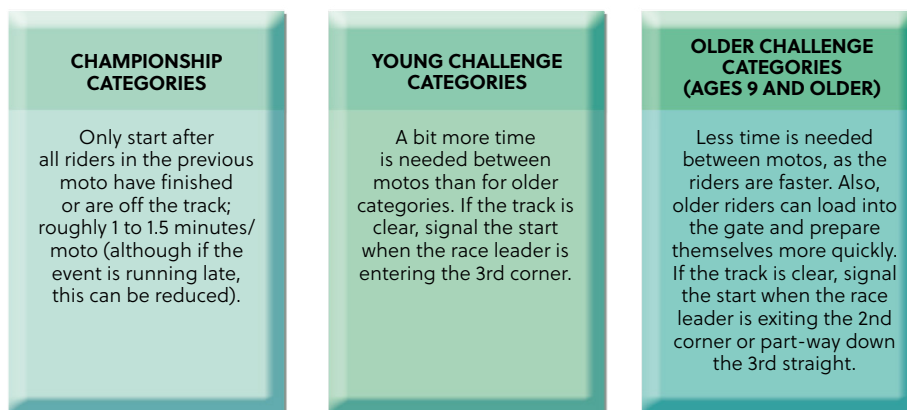 CHAMPIONSHIP
CATEGORIES
Only start after
all riders in the previous
moto have finished
or are off the track;
roughly 1 to 1.5 minutes/
moto (although if the
event is running late,
this can be reduced).
YOUNG CHALLENGE
CATEGORIES
A bit more time
is needed between
motos than for older
categories. If the track is
clear, signal the start
when the race leader is
entering the 3rd corner.
OLDER CHALLENGE
CATEGORIES
(AGES 9 AND OLDER)
Less time is needed
between motos, as the
riders are faster. Also,
older riders can load into
the gate and prepare
themselves more quickly.
If the track is clear, signal
the start when the race
leader is exiting the 2nd
corner or part-way down
the 3rd straight.